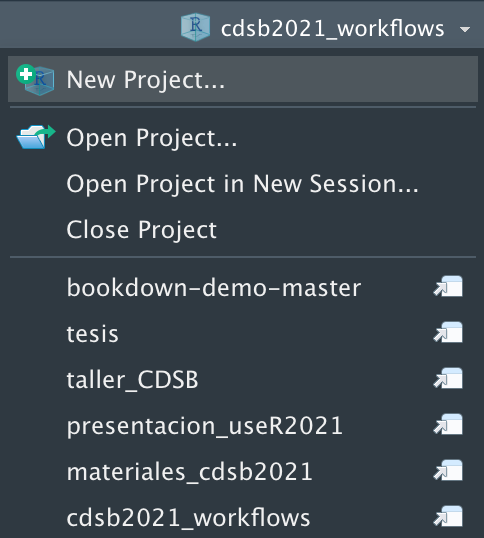 cdsb2021_workflows
New Project...
Open Project...
Open Project in New Session...
Close Project
bookdown-demo-master
tesis
taller_CDSB
presentacion_useR2021
materiales_cdsb2021
cdsb2021_workflows